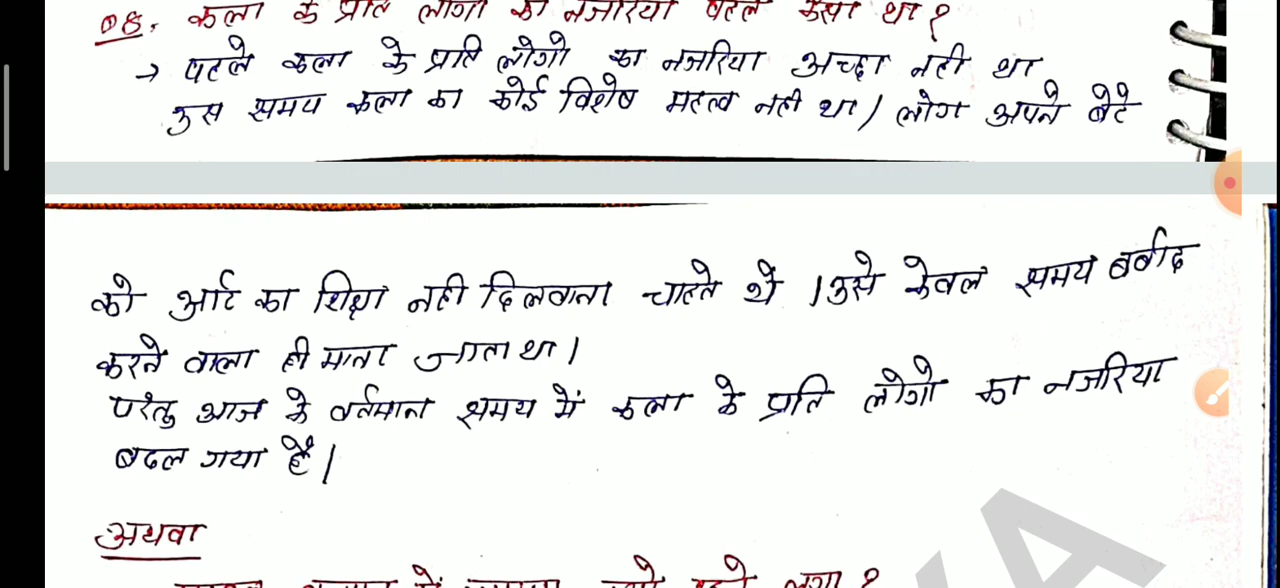 08. कला के प्रति लोगो का नजरिया पहले कैसा था?
→ पहले कला के प्रति लोगो का नजरिया अच्छा नही था
उस समय कला का कोई विशेष महत्व नही था। लोग अपने बेटे
को आर्ट का शिक्षा नही दिलवाना चाहते थे। उसे केवल समय बर्वाद
करने वाला ही माना जाता था।
परंतु आज के वर्तमान समय में कला के प्रति लोगो का नजरिया
बदल गया है।
अथवा